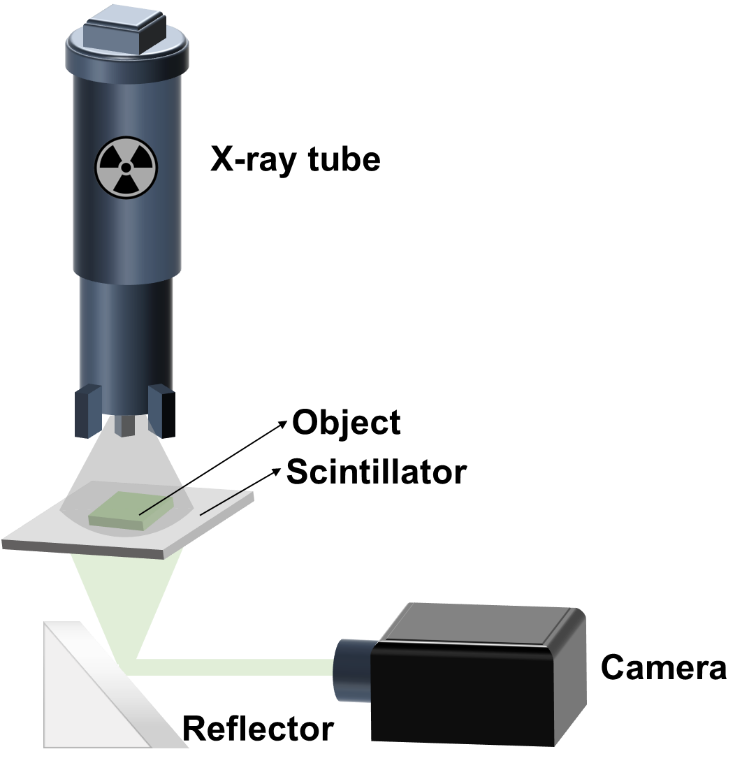 X-ray tube
Object
Scintillator
Camera
Reflector